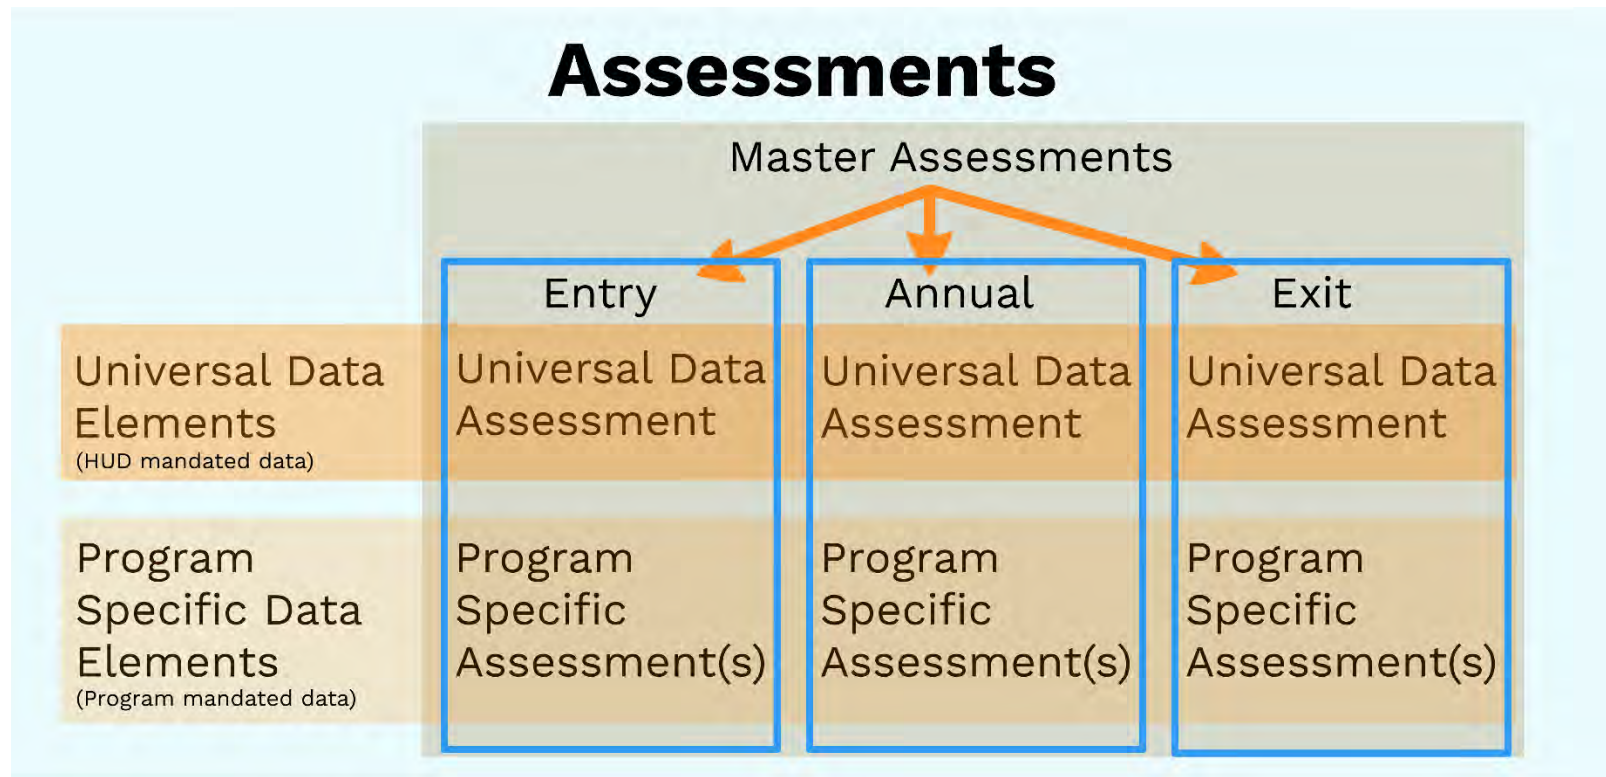 Assessments
Master Assessments
Entry
Annual
Exit
Universal Data
Elements
(HUD mandated data)
Universal Data
Assessment
Universal Data
Assessment
Universal Data
Assessment
Program
Specific Data
Elements
(Program mandated data)
Program
Specific
Assessment(s)
Program
Specific
Assessment(s)
Program
Specific
Assessment(s)